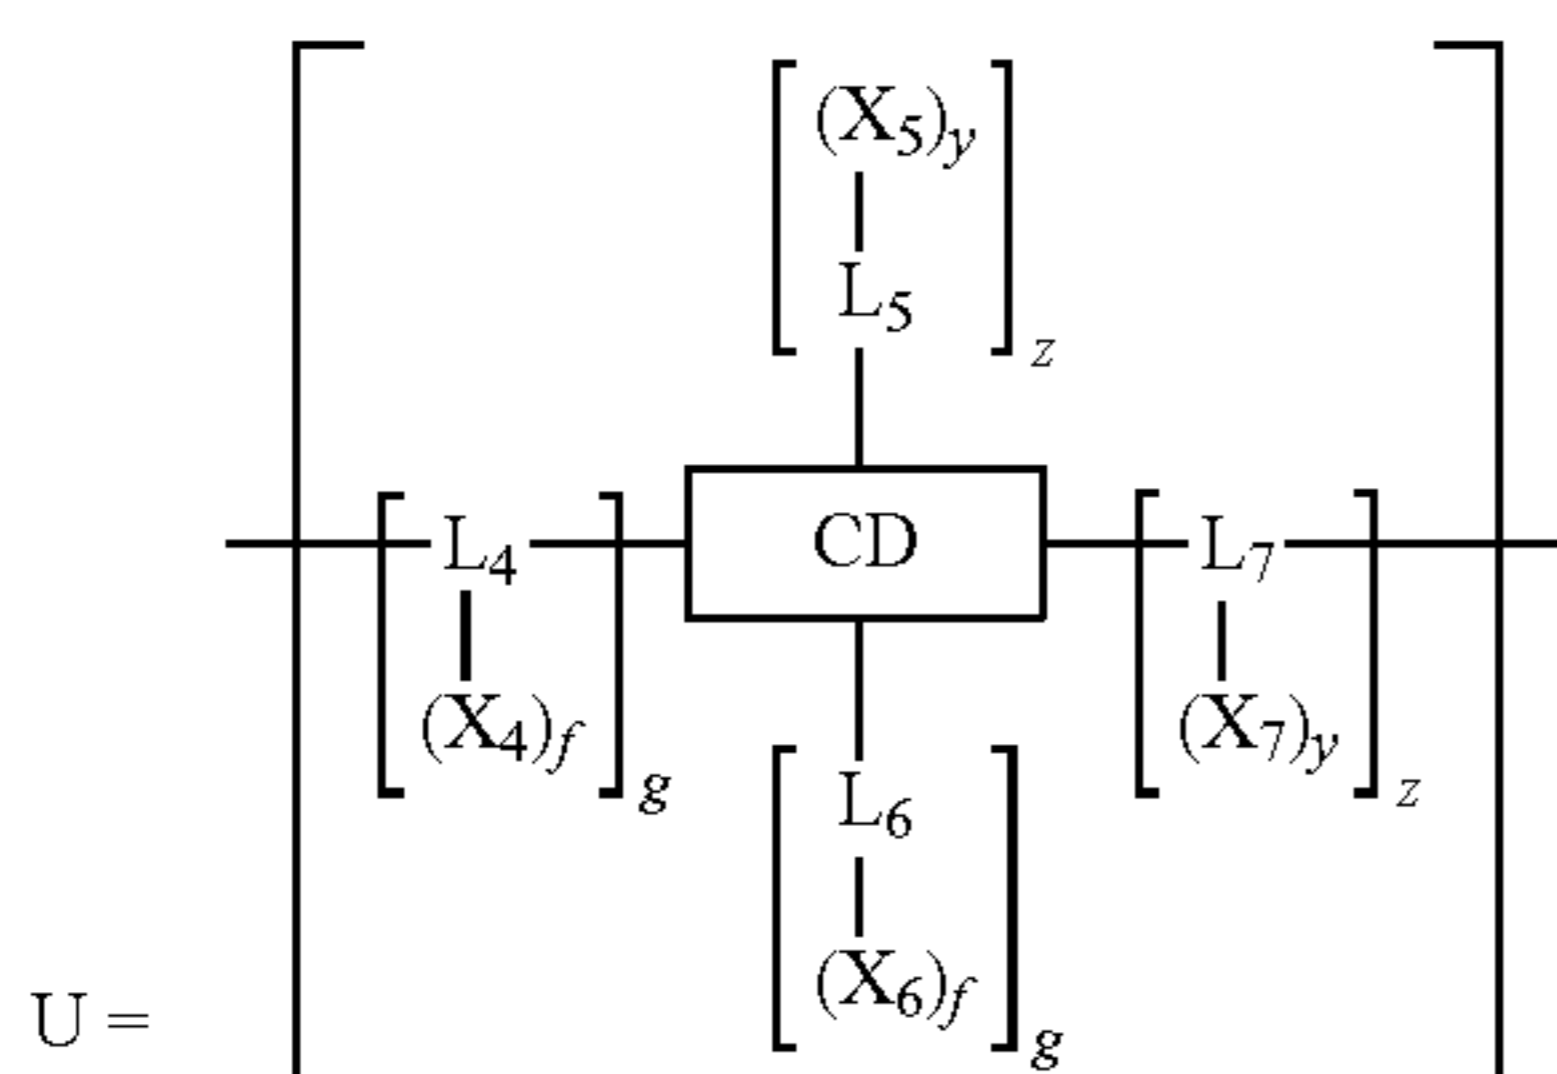 (X5)y
L5
z
L4 CD L7
(X4)f (X7)y
g z
L6
(X6)f
U =
g